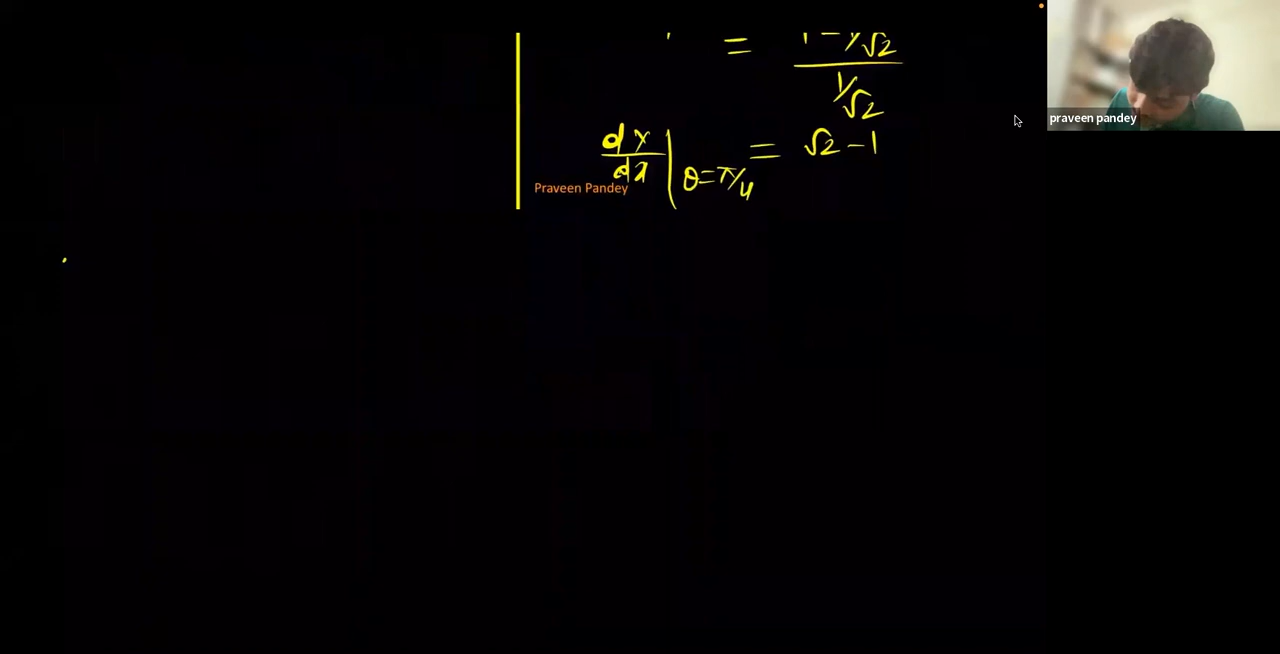 = 1 - 1/√2
1/√2
dy/dx | θ=π/4 = √2 - 1
Praveen Pandey
praveen pandey